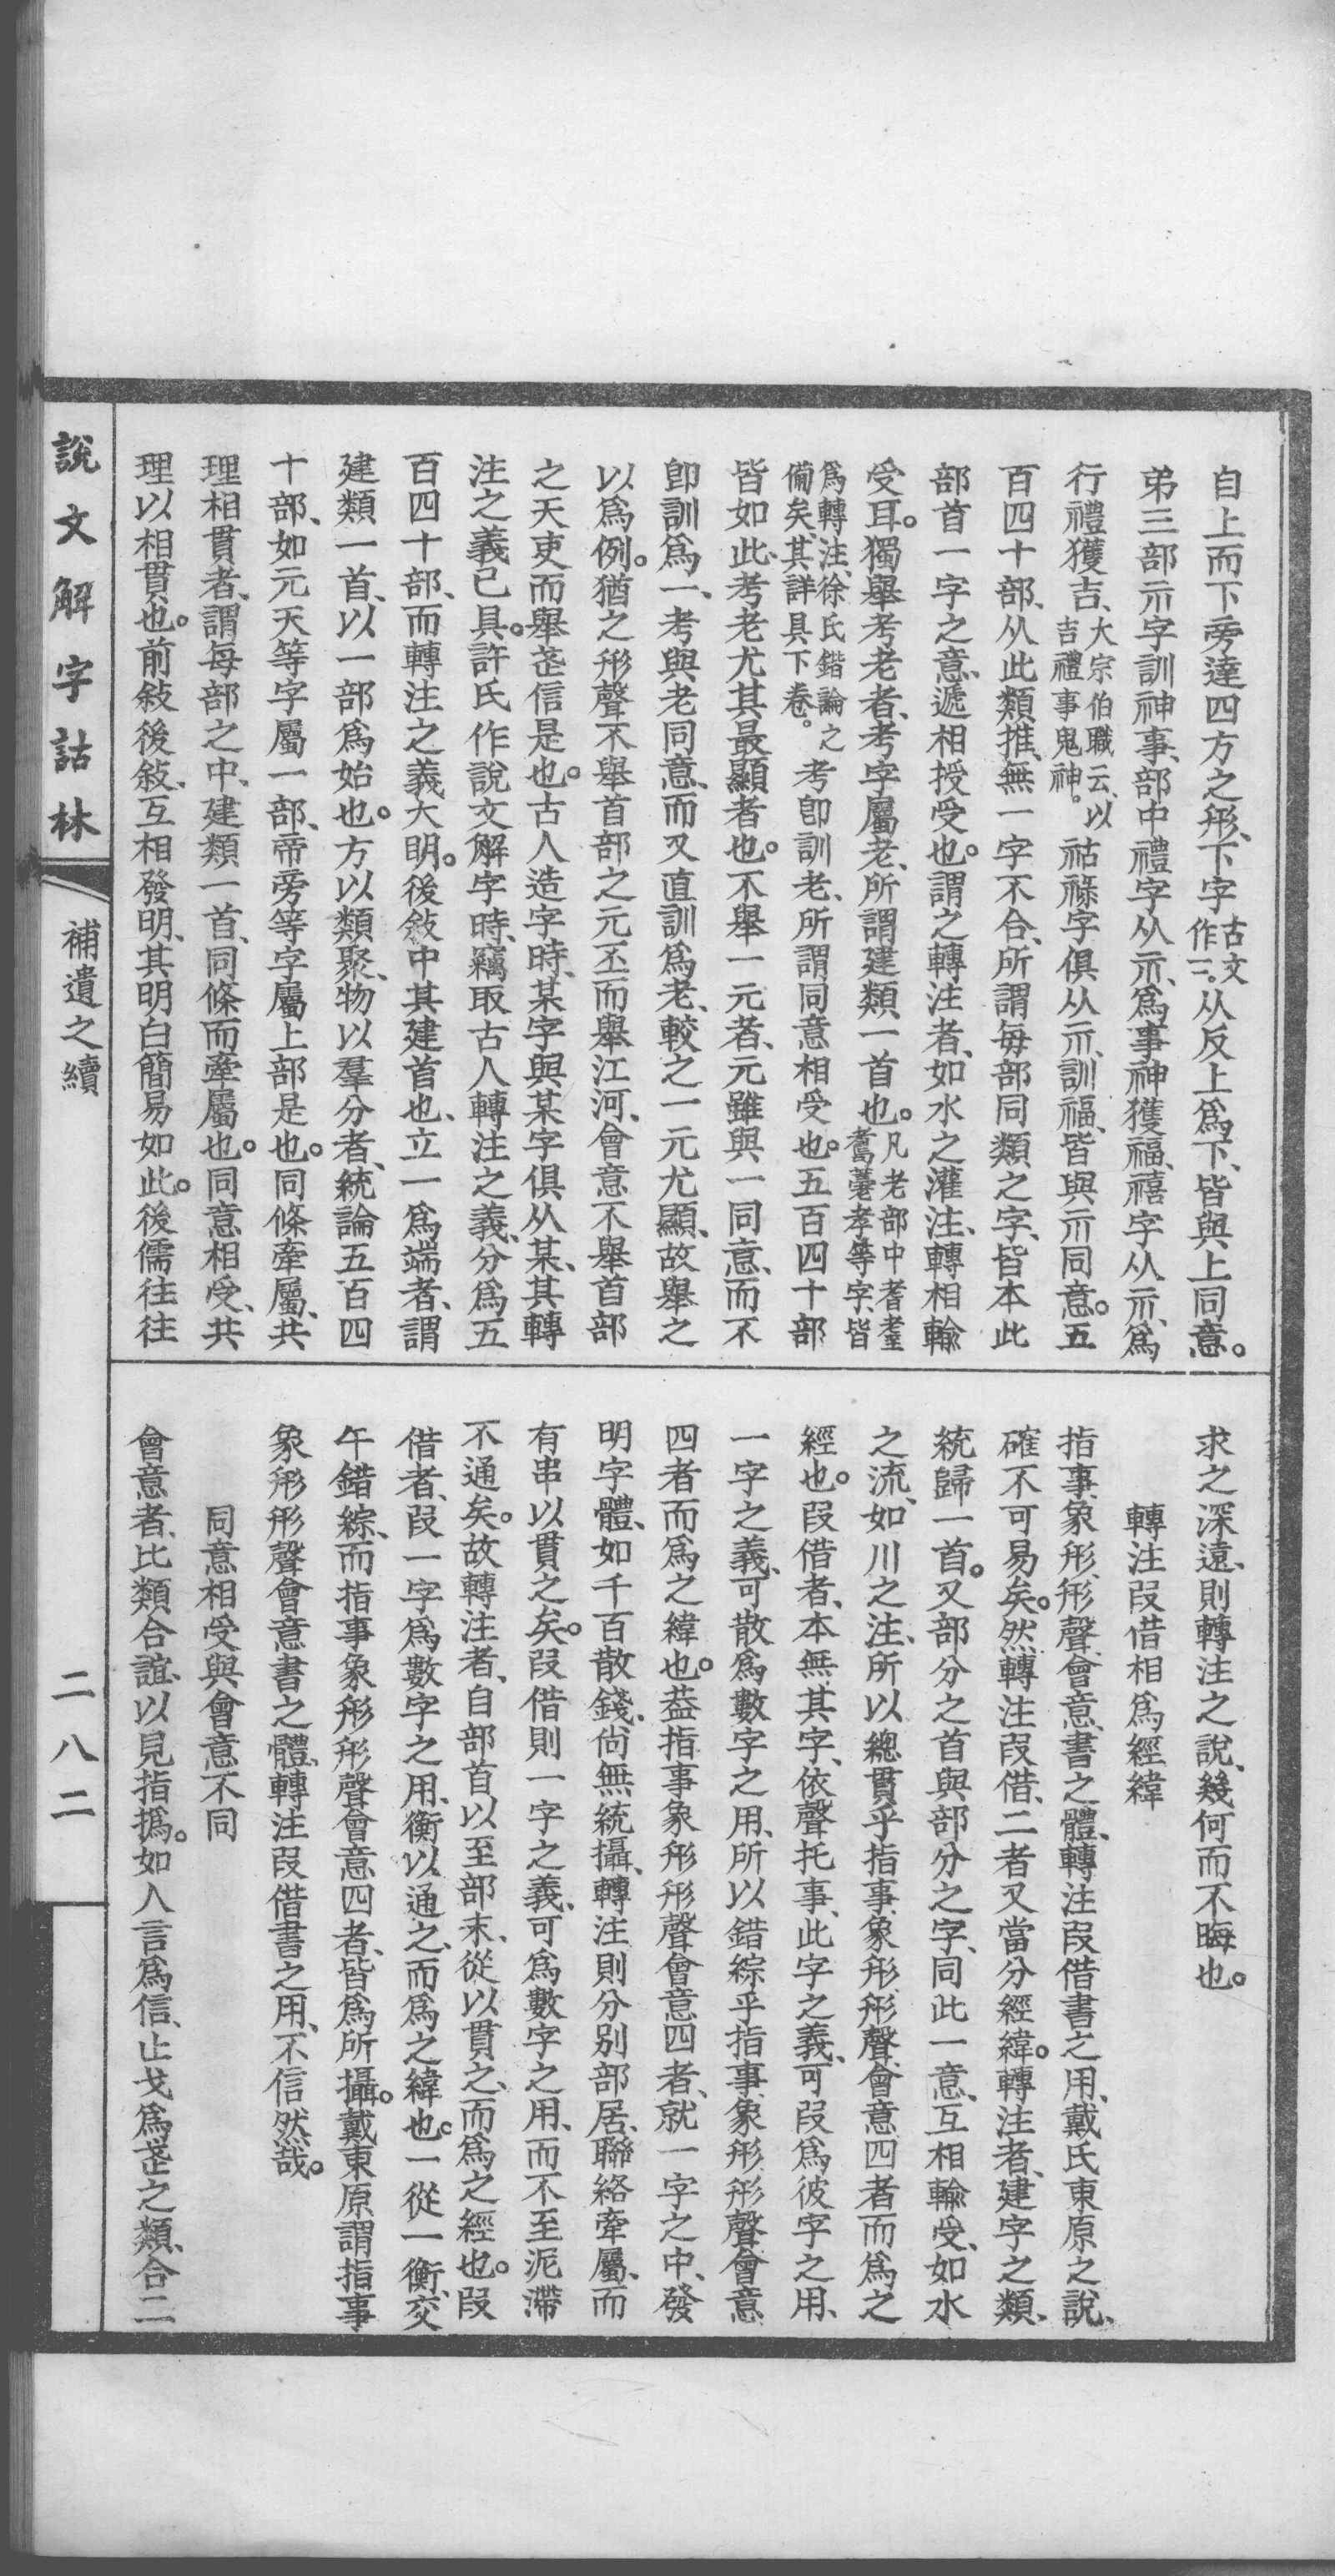 自上而下旁達四方之形、下字古文作二。从反上爲下、皆與上同意。
弟三部示字訓神事、部中禮字从示、爲事神獲福、禧字从示、爲
行禮獲吉、大宗伯職云、以吉禮事鬼神。祜祿字俱从示、訓福、皆與示同意。五
百四十部、从此類推、無一字不合、所謂每部同類之字、皆本此
部首一字之意、遞相授受也。謂之轉注者、如水之灌注、轉相輸
受耳。獨舉考老者、考字屬老、所謂建類一首也。凡老部中耆耋耆薹孝等字、皆爲轉注、徐氏鍇論之備矣、其詳具下卷。考卽訓老、所謂同意相受也。五百四十部
皆如此、考老尤其最顯者也。不舉一元者、元雖與一同意、而不
卽訓爲一、考與老同意、而又直訓爲老、較之一元尤顯、故舉之
以爲例。猶之形聲不舉首部之元丕而舉江河、會意不舉首部
之天吏而舉武信是也。古人造字時、某字與某字俱从某、其轉
注之義已具。許氏作說文解字時、竊取古人轉注之義、分爲五
百四十部、而轉注之義大明。後敘中其建首也、立一爲端者、謂
建類一首、以一部爲始也。方以類聚、物以羣分者、統論五百四
十部、如元天等字屬一部、帝旁等字屬上部是也。同條牽屬、共
理相貫者、謂每部之中、建類一首、同條而牽屬也。同意相受、共
理以相貫也。前敍後敍、互相發明、其明白簡易如此。後儒往往
求之深遠、則轉注之說、幾何而不晦也。
轉注叚借相爲經緯
指事、象形、形聲、會意、書之體、轉注叚借書之用、戴氏東原之說、
確不可易矣。然轉注叚借、二者又當分經緯。轉注者、建字之類、
統歸一首。又部分之首與部分之字、同此一意、互相輸受、如水
之流、如川之注、所以總貫乎指事象形形聲會意四者而爲之
經也。叚借者、本無其字、依聲托事、此字之義、可叚爲彼字之用、
一字之義、可散爲數字之用、所以錯綜乎指事象形形聲會意
四者而爲之緯也。蓋指事象形形聲會意四者、就一字之中、發
明字體、如千百散錢、尙無統攝、轉注則分別部居、聯絡牽屬、而
有串以貫之矣。叚借則一字之義、可爲數字之用、而不至泥滯
不通矣。故轉注者、自部首以至部末、從以貫之、而爲之經也。叚
借者、叚一字爲數字之用、衡以通之、而爲之緯也。一從一衡、交
午錯綜、而指事象形形聲會意四者、皆爲所攝。戴東原謂指事
象形形聲會意書之體、轉注叚借書之用、不信然哉。
同意相受與會意不同
會意者、比類合誼、以見指撝。如人言爲信、止戈爲武之類、合二
說文解字詁林
補遺之續
二八二